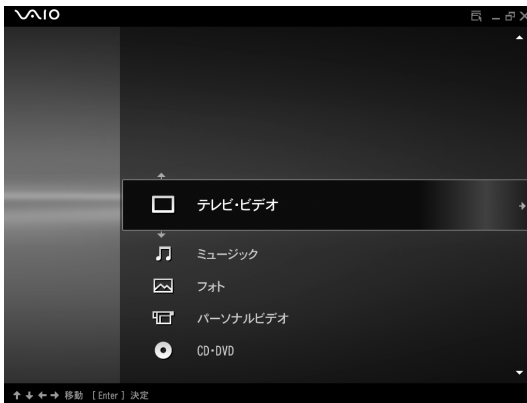 VAIO
テレビ・ビデオ
ミュージック
フォト
パーソナルビデオ
CD・DVD
↑↓←→ 移動 [Enter] 決定